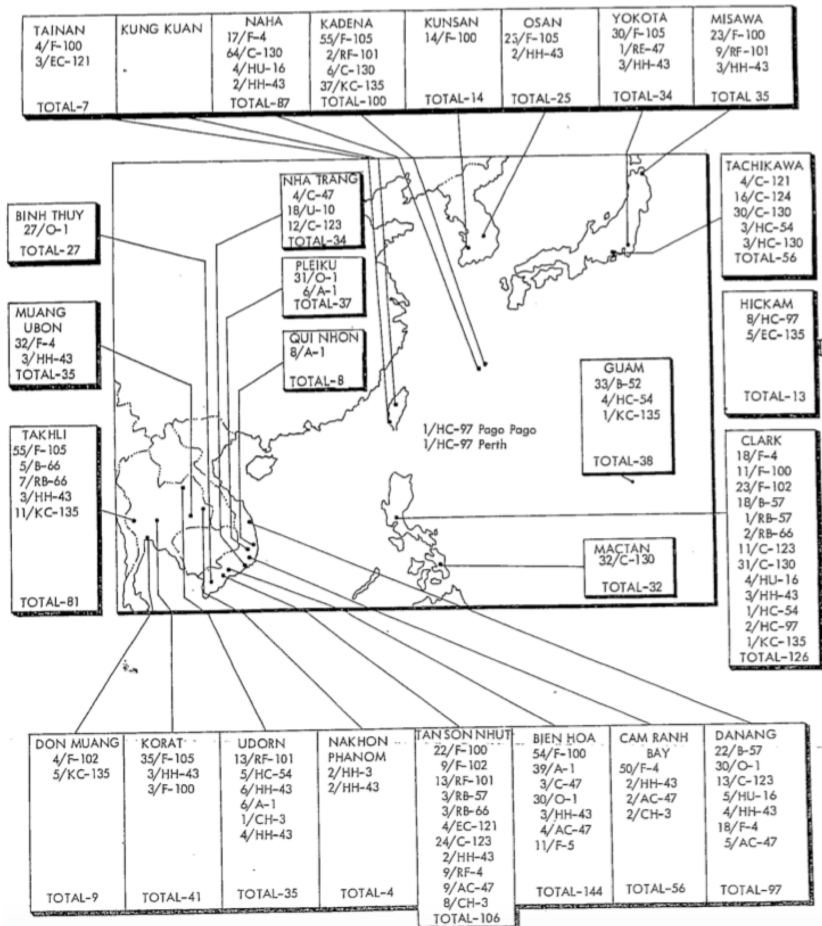 TAINAN
4/F-100
3/EC-121
TOTAL-7
KUNG KUAN
NAHA
17/F-4
64/C-130
4/HU-16
2/HH-43
TOTAL-87
KADENA
55/F-105
2/RF-101
6/C-130
37/KC-135
TOTAL-100
KUNSAN
14/F-100
TOTAL-14
OSAN
23/F-105
2/HH-43
TOTAL-25
YOKOTA
30/F-105
1/RE-47
3/HH-43
TOTAL-34
MISAWA
23/F-100
9/RF-101
3/HH-43
TOTAL 35
BINH THUY
27/O-1
TOTAL-27
NHA TRANG
4/C-47
18/U-10
12/C-123
TOTAL-34
TACHIKAWA
4/C-121
16/C-124
30/C-130
3/HC-54
3/HC-130
TOTAL-56
PLEIKU
31/O-1
6/A-1
TOTAL-37
MUANG
UBON
32/F-4
3/HH-43
TOTAL-35
QUI NHON
8/A-1
TOTAL-8
HICKAM
8/HC-97
5/EC-135
TOTAL-13
GUAM
33/B-52
4/HC-54
1/KC-135
TOTAL-38
1/HC-97 Pago Pago
1/HC-97 Perth
TAKHLI
55/F-105
5/B-66
7/RB-66
3/HH-43
11/KC-135
TOTAL-81
CLARK
18/F-4
11/F-100
23/F-102
18/B-57
1/RB-57
2/RB-66
11/C-123
31/C-130
4/HU-16
3/HH-43
1/HC-54
2/HC-97
1/KC-135
TOTAL-126
MACTAN
32/C-130
TOTAL-32
DON MUANG
4/F-102
5/KC-135
TOTAL-9
KORAT
35/F-105
3/HH-43
3/F-100
TOTAL-41
UDORN
13/RF-101
5/HC-54
6/HH-43
6/A-1
1/CH-3
4/HH-43
TOTAL-35
NAKHON
PHANOM
2/HH-3
2/HH-43
TOTAL-4
TAN SON NHUT
22/F-100
9/F-102
13/RF-101
3/RB-57
3/RB-66
4/EC-121
24/C-123
2/HH-43
9/RF-4
9/AC-47
8/CH-3
TOTAL-106
BIEN HOA
54/F-100
39/A-1
3/C-47
30/O-1
3/HH-43
4/AC-47
11/F-5
TOTAL-144
CAM RANH
BAY
50/F-4
2/HH-43
2/AC-47
2/CH-3
TOTAL-56
DANANG
22/B-57
30/O-1
13/C-123
5/HU-16
4/HH-43
18/F-4
5/AC-47
TOTAL-97